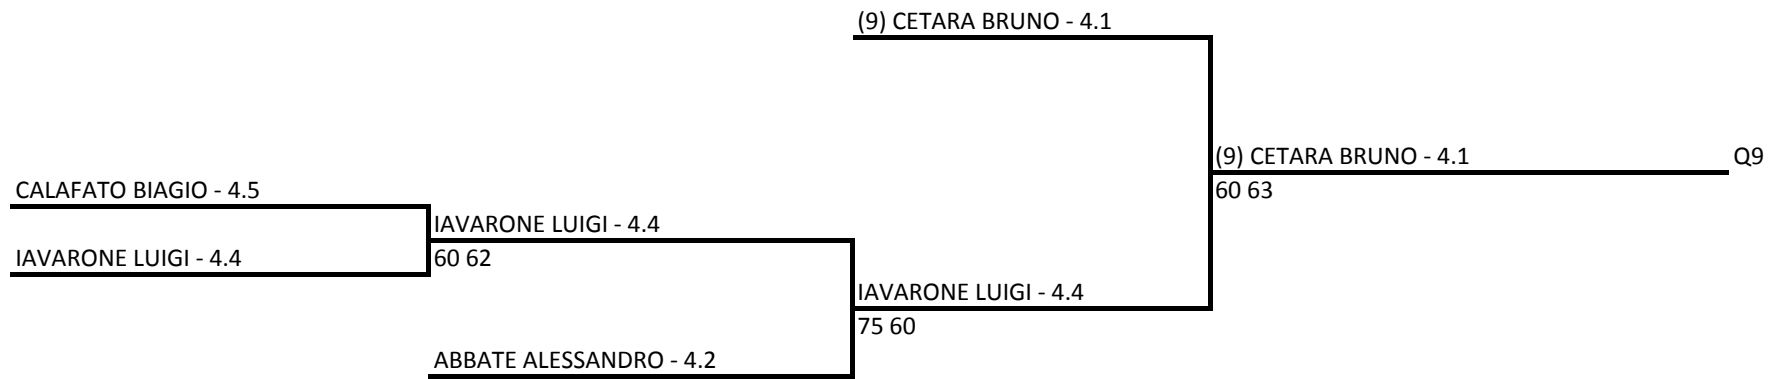 (9) CETARA BRUNO - 4.1
(9) CETARA BRUNO - 4.1
Q9
CALAFATO BIAGIO - 4.5
60 63
IAVARONE LUIGI - 4.4
IAVARONE LUIGI - 4.4
60 62
IAVARONE LUIGI - 4.4
75 60
ABBATE ALESSANDRO - 4.2